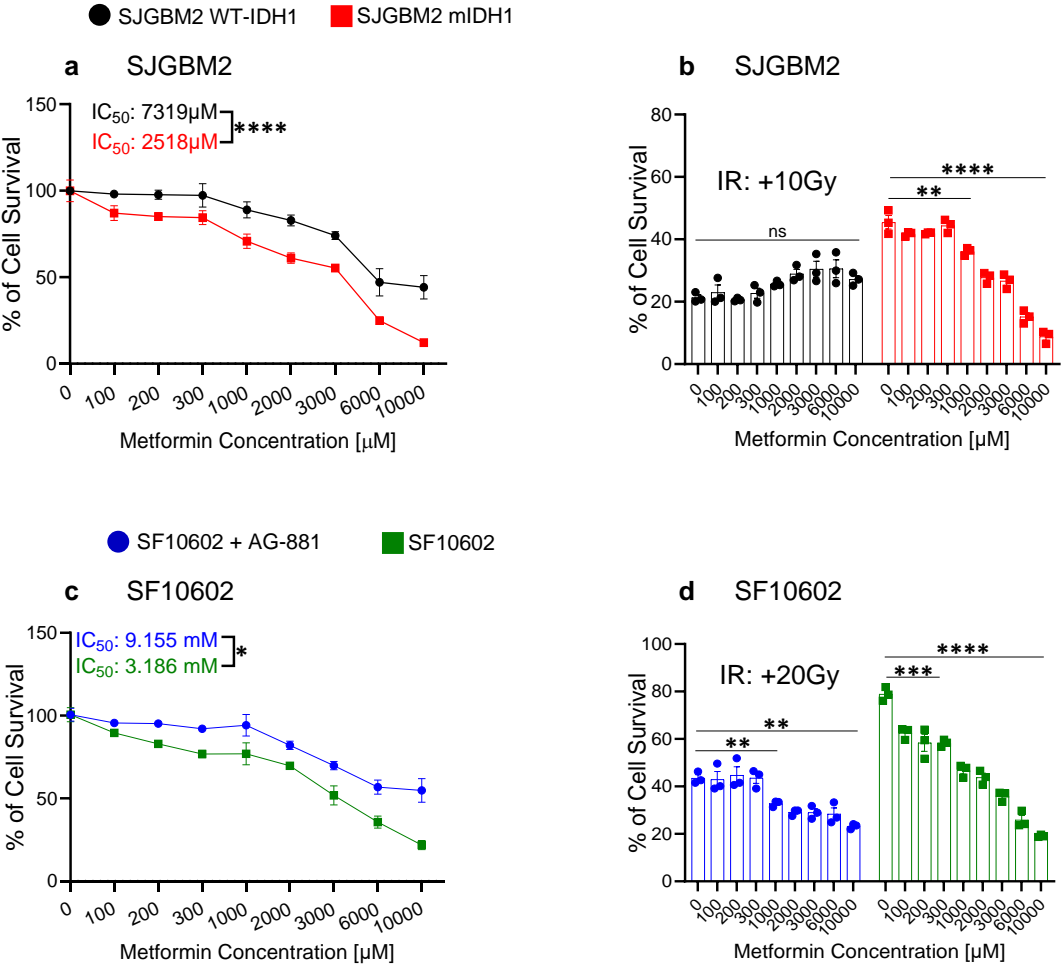 SJGBM2 WT-IDH1 SJGBM2 mIDH1
a SJGBM2
150
100
50
0
% of Cell Survival
IC50: 7319µM
IC50: 2518µM
****
0 100 200 300 1000 2000 3000 6000 10000
Metformin Concentration [µM]
b SJGBM2
80
60
40
20
0
% of Cell Survival
IR: +10Gy
ns
****
**
0 100 200 300 1000 2000 3000 6000 10000 0 100 200 300 1000 2000 3000 6000 10000
Metformin Concentration [µM]
SF10602 + AG-881 SF10602
c SF10602
150
100
50
0
% of Cell Survival
IC50: 9.155 mM
IC50: 3.186 mM
*
0 100 200 300 1000 2000 3000 6000 10000
Metformin Concentration [µM]
d SF10602
100
80
60
40
20
0
% of Cell Survival
IR: +20Gy
**
**
****
***
0 100 200 300 1000 2000 3000 6000 10000 0 100 200 300 1000 2000 3000 6000 10000
Metformin Concentration [µM]